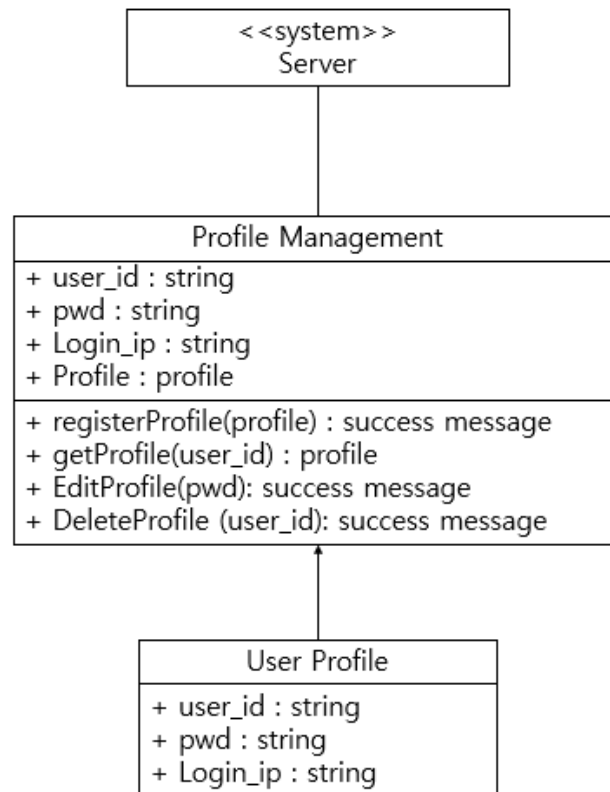 <<system>>
Server
Profile Management
+ user_id : string
+ pwd : string
+ Login_ip : string
+ Profile : profile
+ registerProfile(profile) : success message
+ getProfile(user_id) : profile
+ EditProfile(pwd): success message
+ DeleteProfile (user_id): success message
User Profile
+ user_id : string
+ pwd : string
+ Login_ip : string